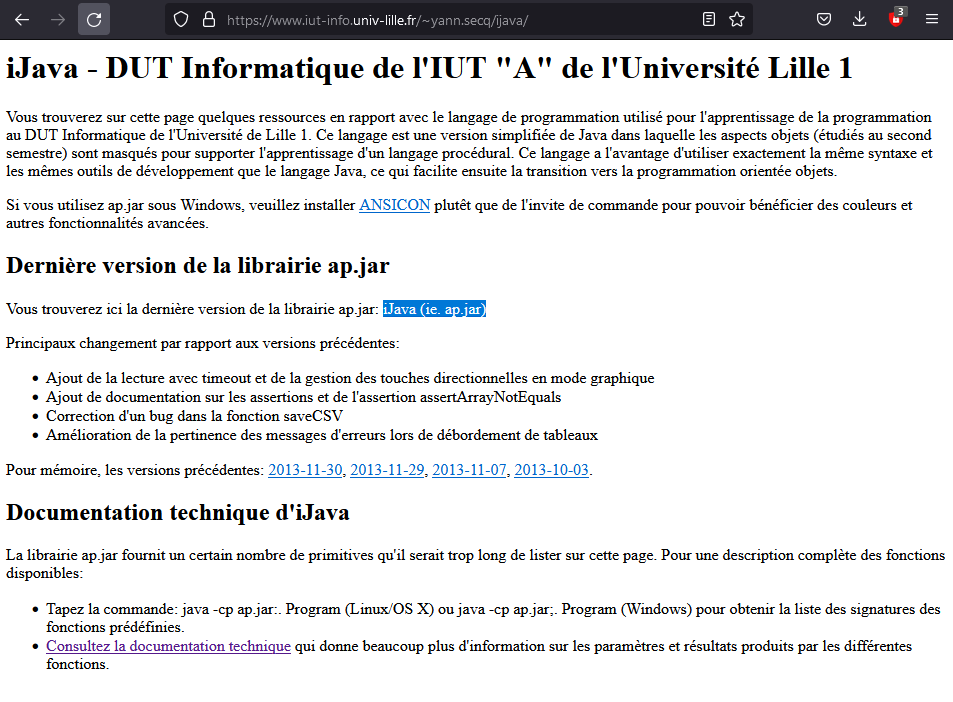 https://www.iut-info.univ-lille.fr/~yann.secq/ijava/
3
iJava - DUT Informatique de l'IUT "A" de l'Université Lille 1
Vous trouverez sur cette page quelques ressources en rapport avec le langage de programmation utilisé pour l'apprentissage de la programmation
au DUT Informatique de l'Université de Lille 1. Ce langage est une version simplifiée de Java dans laquelle les aspects objets (étudiés au second
semestre) sont masqués pour supporter l'apprentissage d'un langage procédural. Ce langage a l'avantage d'utiliser exactement la même syntaxe et
les mêmes outils de développement que le langage Java, ce qui facilite ensuite la transition vers la programmation orientée objets.
Si vous utilisez ap.jar sous Windows, veuillez installer ANSICON plutôt que de l'invite de commande pour pouvoir bénéficier des couleurs et
autres fonctionnalités avancées.
Dernière version de la librairie ap.jar
Vous trouverez ici la dernière version de la librairie ap.jar: iJava (ie. ap.jar)
Principaux changement par rapport aux versions précédentes:
• Ajout de la lecture avec timeout et de la gestion des touches directionnelles en mode graphique
• Ajout de documentation sur les assertions et de l'assertion assertArrayNotEquals
• Correction d'un bug dans la fonction saveCSV
• Amélioration de la pertinence des messages d'erreurs lors de débordement de tableaux
Pour mémoire, les versions précédentes: 2013-11-30, 2013-11-29, 2013-11-07, 2013-10-03.
Documentation technique d'iJava
La librairie ap.jar fournit un certain nombre de primitives qu'il serait trop long de lister sur cette page. Pour une description complète des fonctions
disponibles:
• Tapez la commande: java -cp ap.jar:. Program (Linux/OS X) ou java -cp ap.jar;. Program (Windows) pour obtenir la liste des signatures des
fonctions prédéfinies.
• Consultez la documentation technique qui donne beaucoup plus d'information sur les paramètres et résultats produits par les différentes
fonctions.